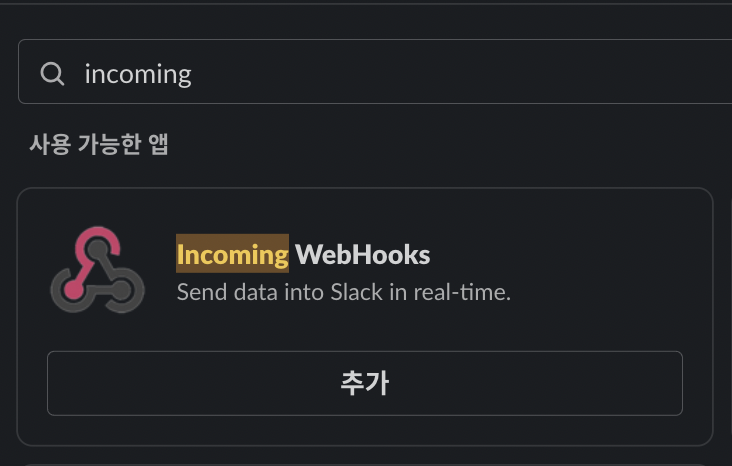 incoming
사용 가능한 앱
Incoming WebHooks
Send data into Slack in real-time.
추가